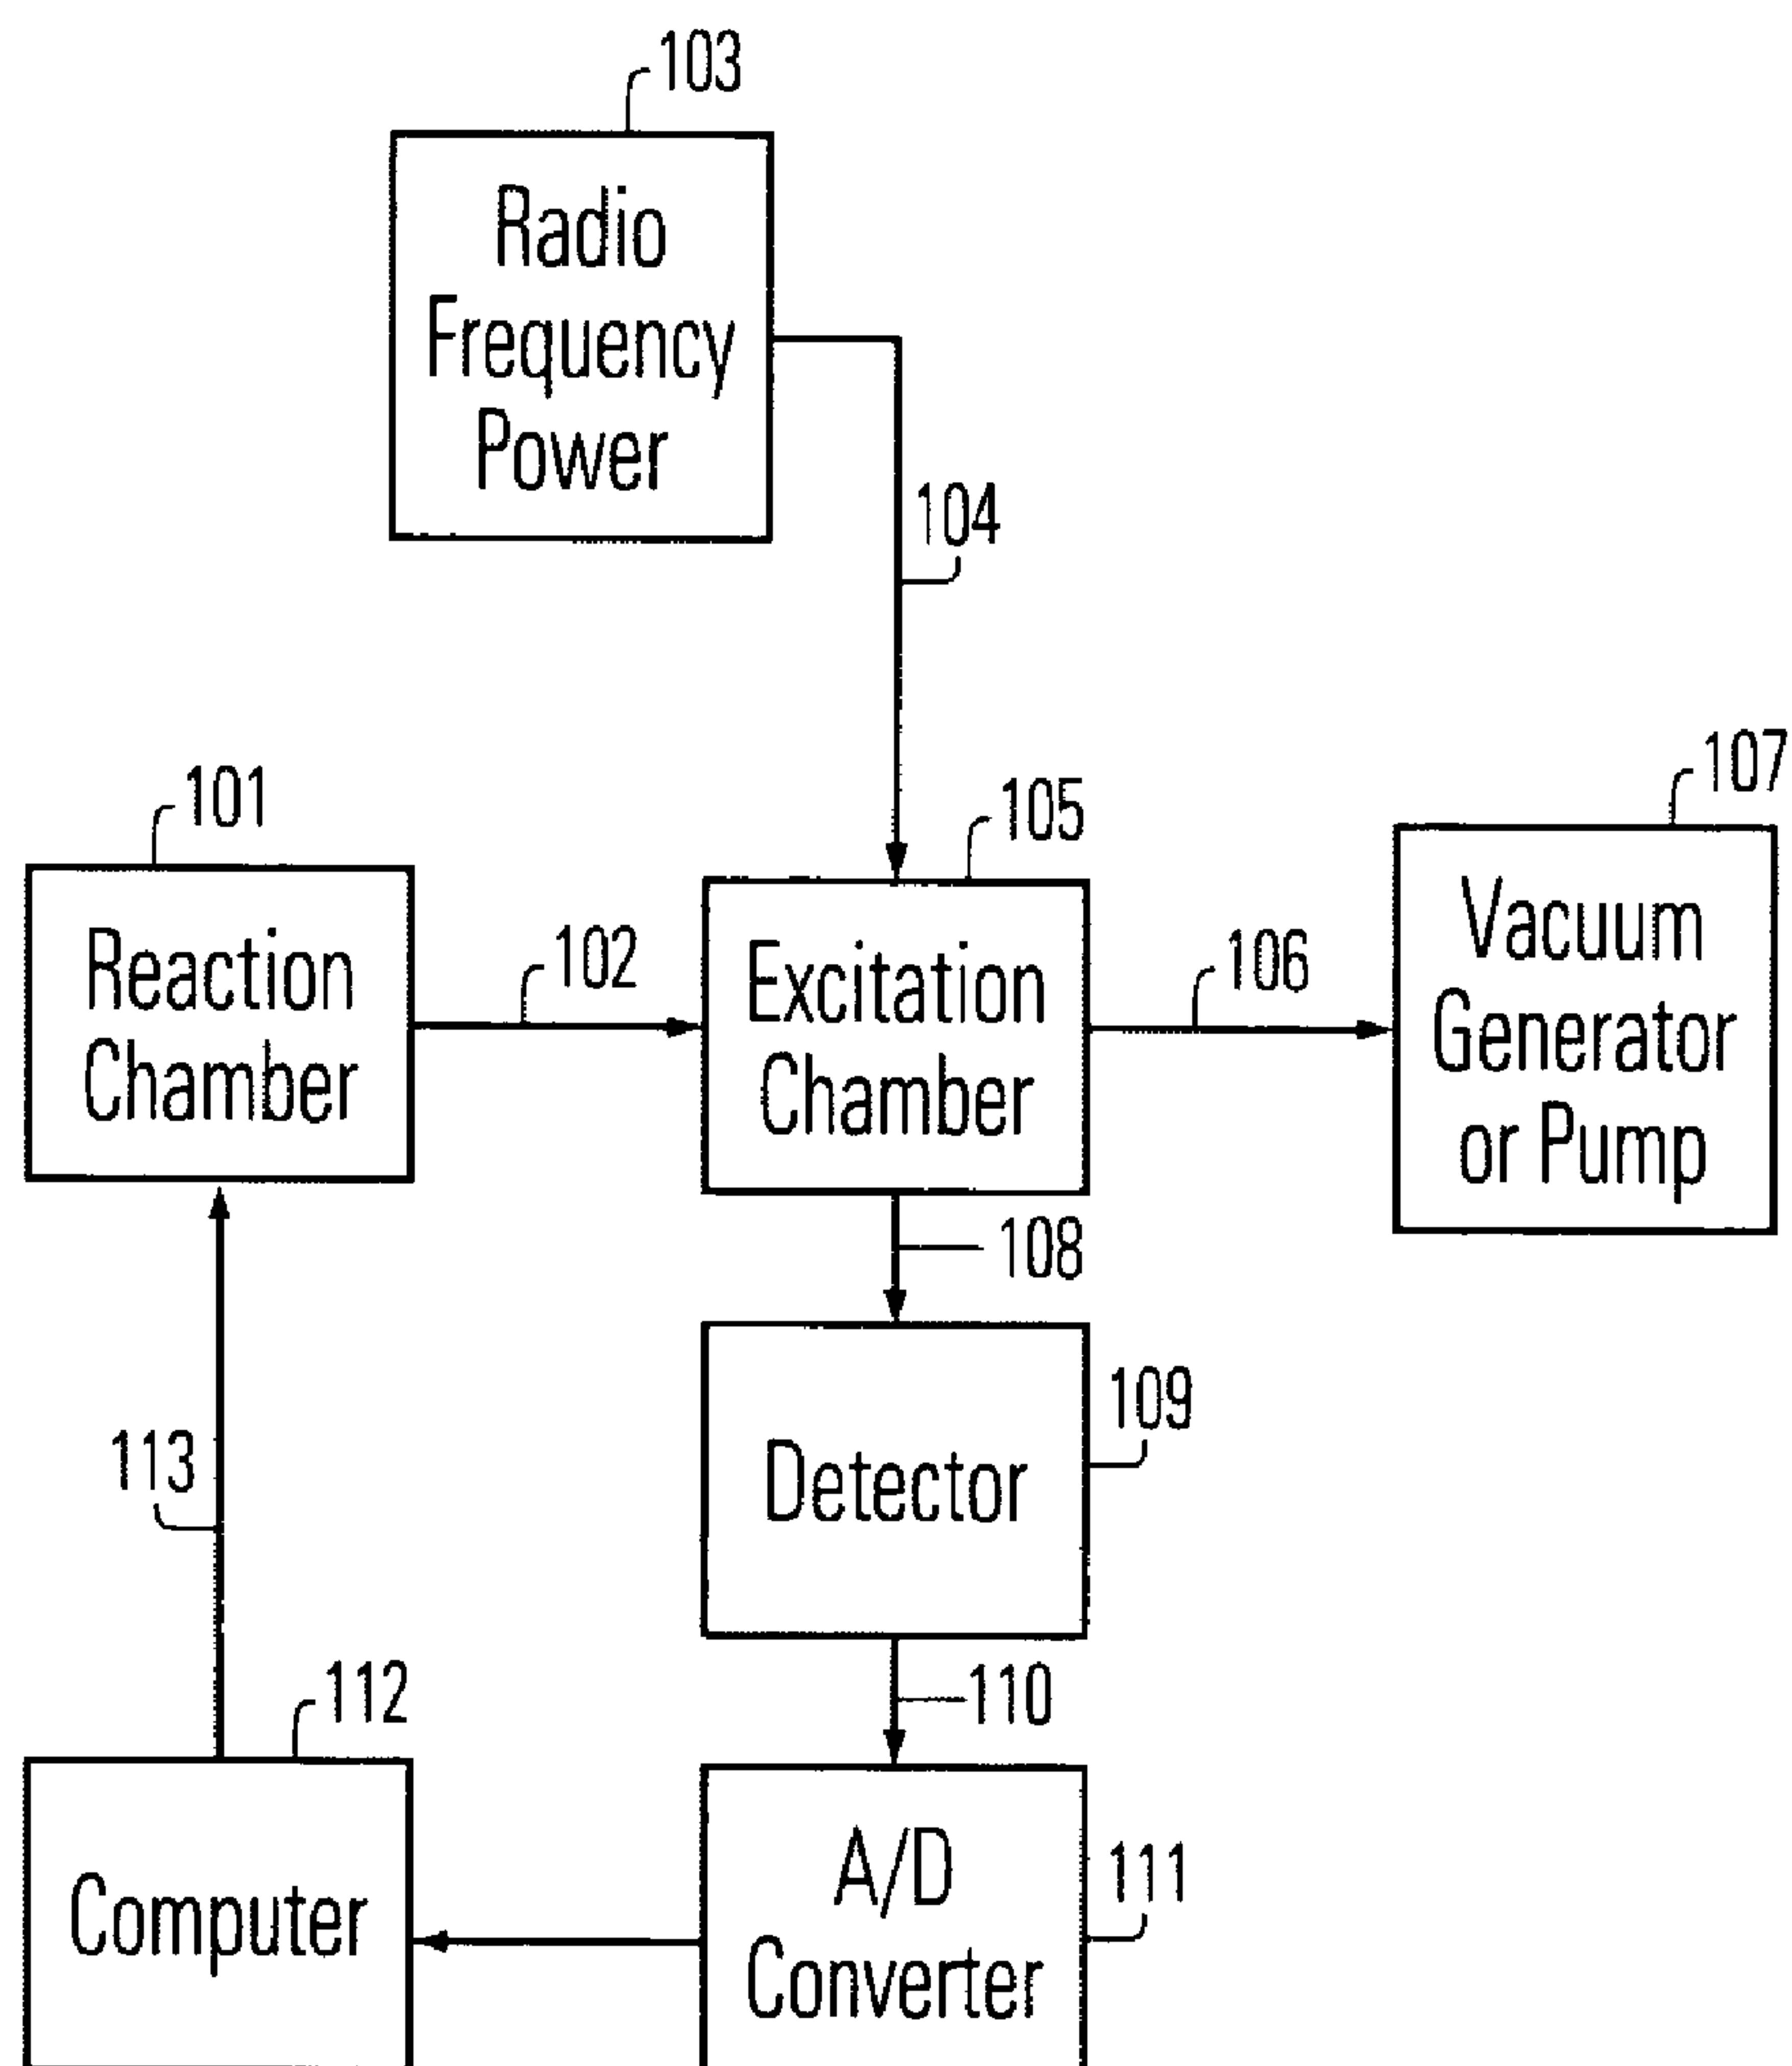 103
Radio
Frequency
Power
104
101
105
107
Reaction
Chamber
102
Excitation
Chamber
106
Vacuum
Generator
or Pump
108
109
Detector
113
110
112
Computer
A/D
Converter
111